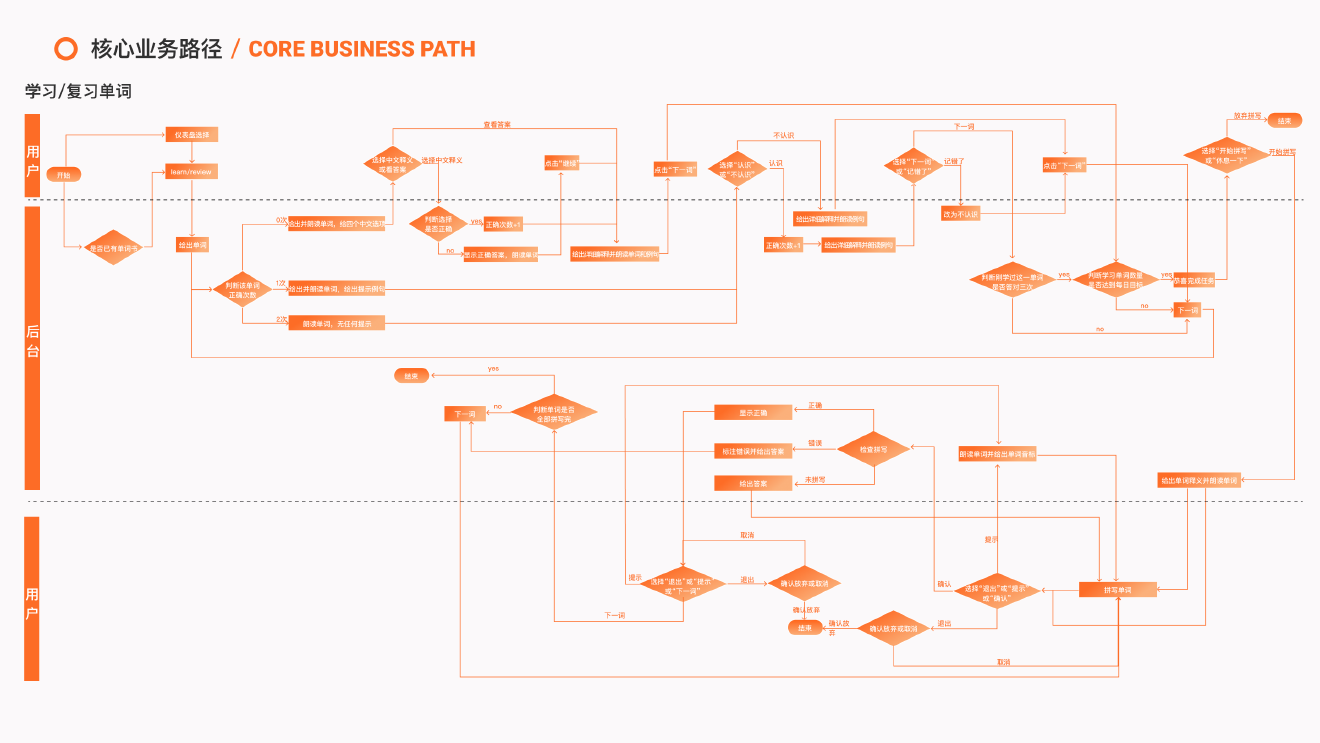 核心业务路径 / CORE BUSINESS PATH
学习/复习单词
用户
开始
仪表盘选择
learn/review
选择中文释义
或看答案
查看答案
选择中文释义
点击“继续”
点击“下一词”
选择“认识”
或“不认识”
不认识
认识
选择“下一词”
或“记错了”
下一词
记错了
点击“下一词”
选择“开始拼写”
或“休息一下”
放弃拼写
结束
开始拼写
后台
是否已有单词书
给出单词
判断该单词
正确次数
0次
给出并朗读单词，给四个中文选项
1次
给出并朗读单词，给出提示例句
2次
朗读单词，无任何提示
判断选择
是否正确
yes
正确次数+1
no
显示正确答案，朗读单词
给出详细解释并朗读单词和例句
给出详细解释并朗读例句
正确次数+1
给出详细解释并朗读例句
改为不认识
判断刚学过这一单词
是否答对三次
yes
判断学习单词数量
是否达到每日目标
yes
恭喜完成任务
no
下一词
no
结束
yes
下一词
no
判断单词是否
全部拼写完
显示正确
正确
标注错误并给出答案
错误
检查拼写
给出答案
未拼写
朗读单词并给出单词音标
给出单词释义并朗读单词
用户
提示
选择“退出”或“提示”
或“下一词”
取消
退出
确认放弃或取消
下一词
确认放弃
结束
确认放
弃
确认放弃或取消
退出
取消
确认
提示
选择“退出”或“提示”
或“确认”
拼写单词